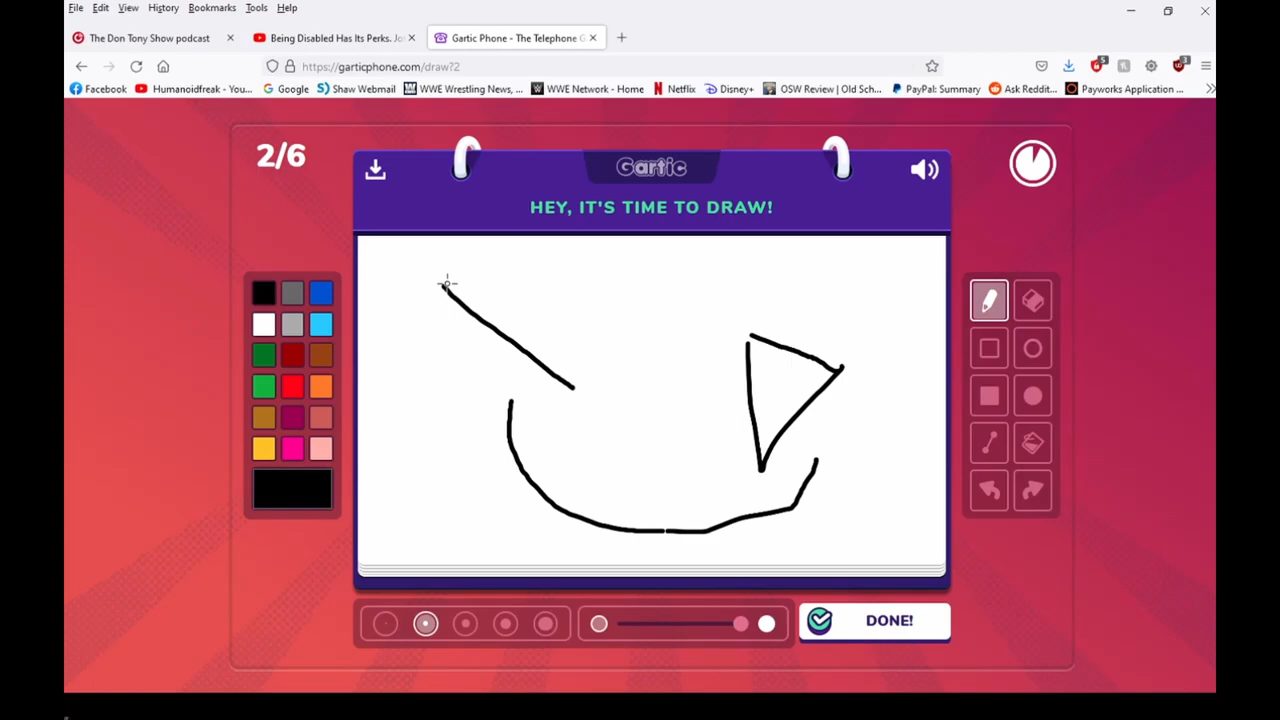 File Edit View History Bookmarks Tools Help
The Don Tony Show podcast
Being Disabled Has Its Perks. Jo
Gartic Phone - The Telephone G
https://garticphone.com/draw?2
Facebook
Humanoidfreak - You...
Google
Shaw Webmail
WWE Wrestling News, ...
WWE Network - Home
Netflix
Disney+
OSW Review | Old Sch...
PayPal: Summary
Ask Reddit...
Payworks Application ...
2/6
Gartic
HEY, IT'S TIME TO DRAW!
DONE!